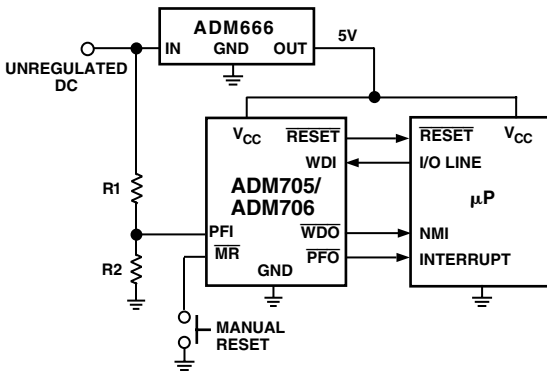 ADM666
IN GND OUT
5V
UNREGULATED
DC
VCC RESET
WDI
ADM705/
ADM706
PFI WDO
MR PFO
GND
RESET VCC
I/O LINE
μP
NMI
INTERRUPT
R1
R2
MANUAL
RESET